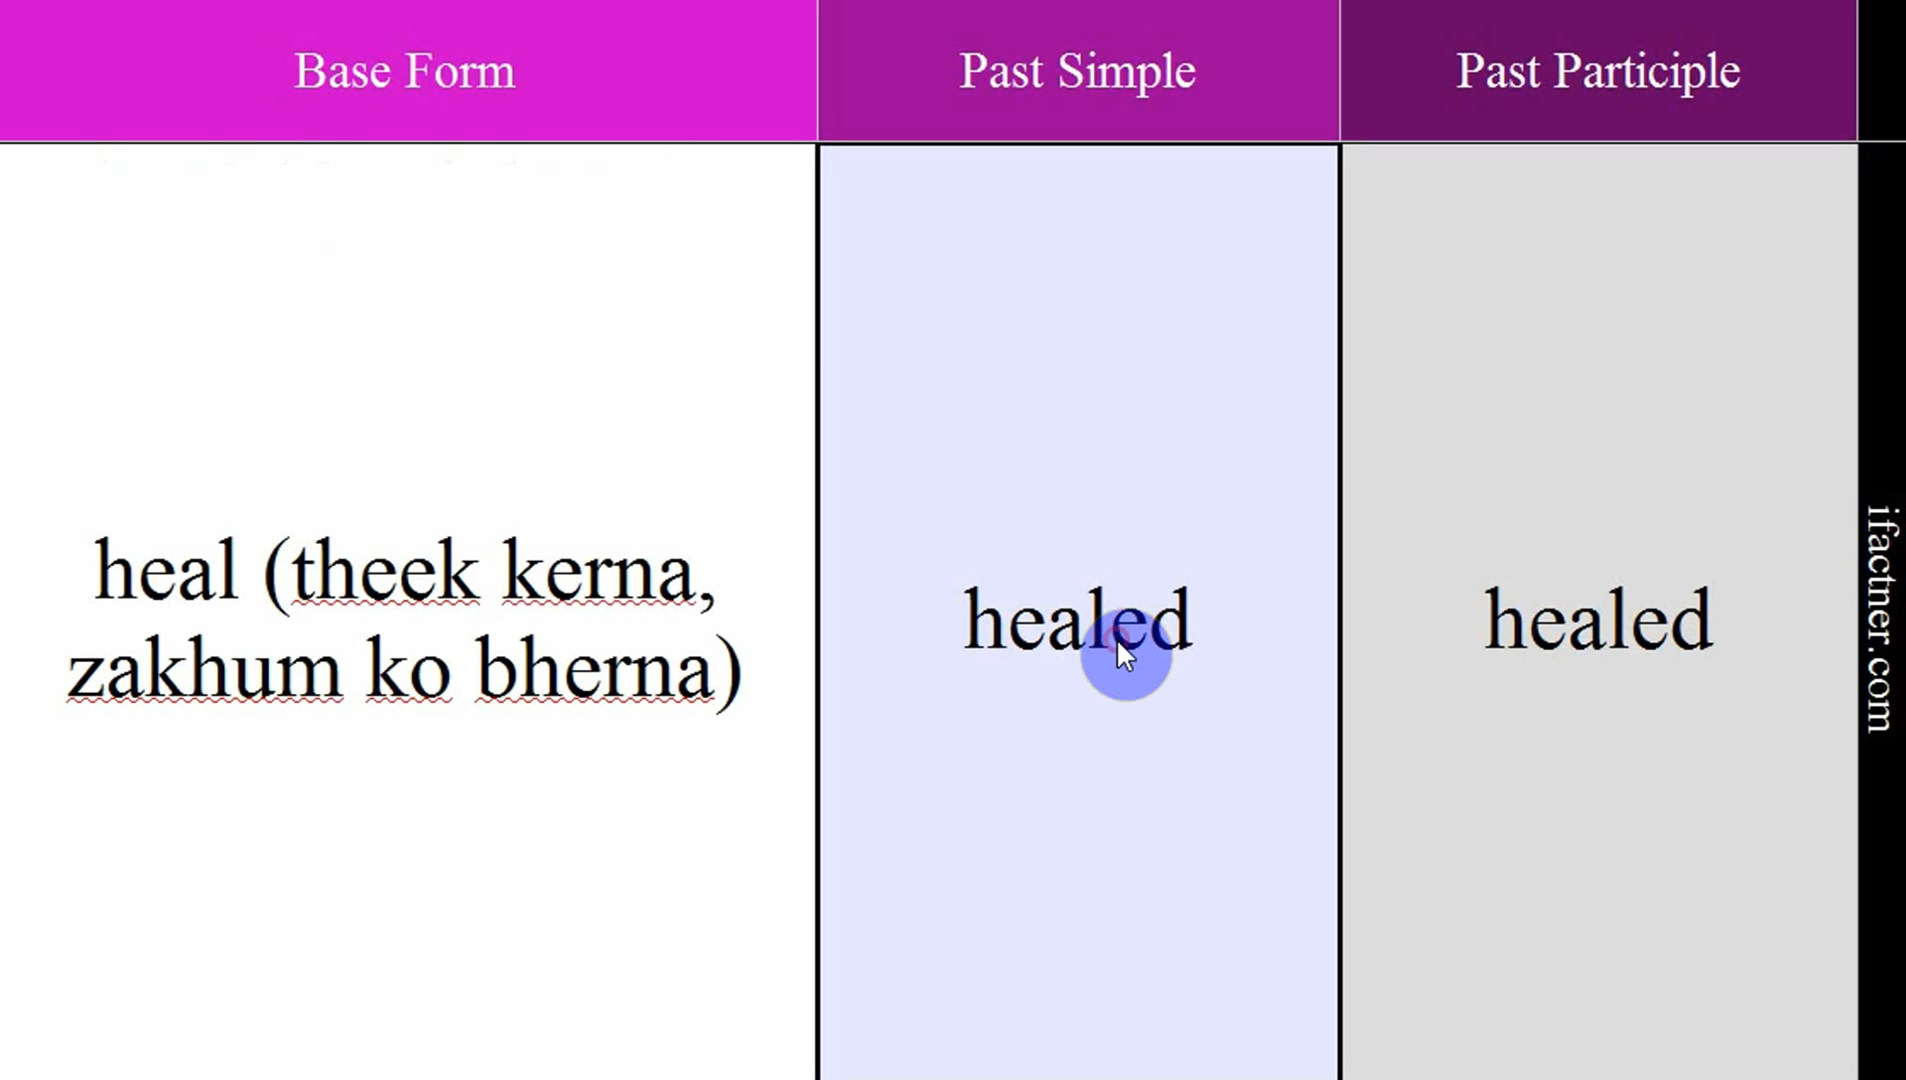 Base Form
Past Simple
Past Participle
heal (theek kerna,
zakhum ko bherna)
healed
healed
ifactner.com